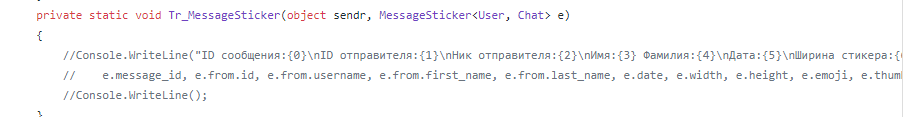 private static void Tr_MessageSticker(object sendr, MessageSticker<User, Chat> e)
{
//Console.WriteLine("ID сообщения:{0}\nID отправителя:{1}\nНик отправителя:{2}\nИмя:{3} Фамилия:{4}\nДата:{5}\nШирина стикера:{
//    e.message_id, e.from.id, e.from.username, e.from.first_name, e.from.last_name, e.date, e.width, e.height, e.emoji, e.thum
//Console.WriteLine();
}